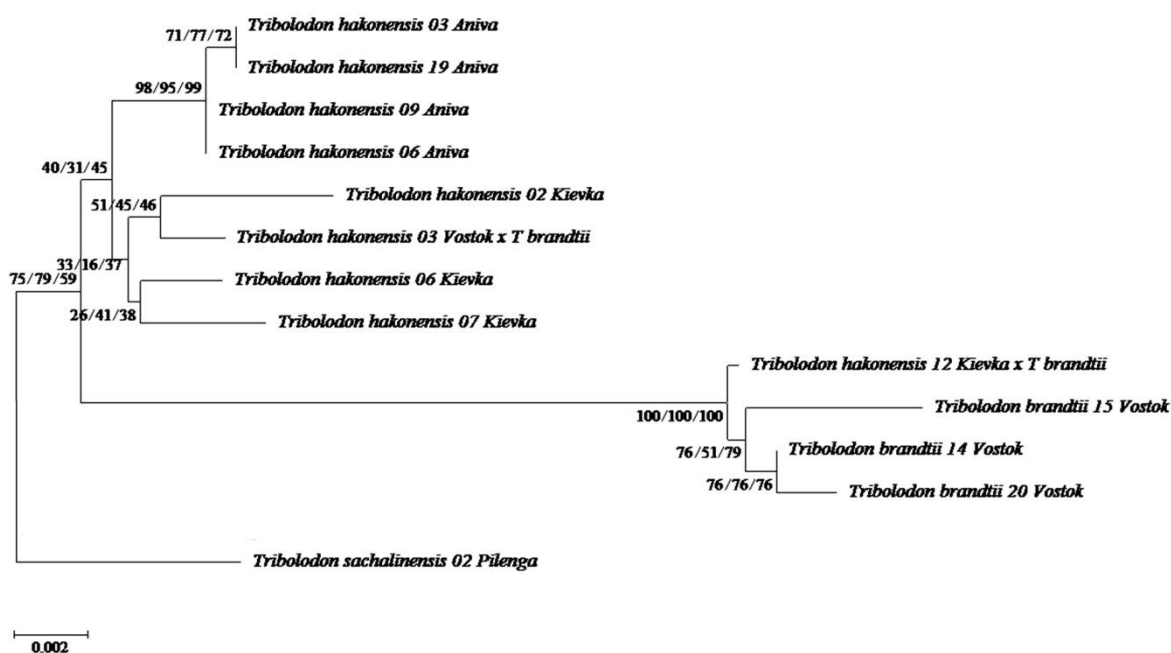 Tribolodon hakonensis 03 Aniva
71/77/72
Tribolodon hakonensis 19 Aniva
98/95/99
Tribolodon hakonensis 09 Aniva
Tribolodon hakonensis 06 Aniva
40/31/45
Tribolodon hakonensis 02 Kievka
51/45/46
Tribolodon hakonensis 03 Vostok x T brandtii
33/16/37
75/79/59
Tribolodon hakonensis 06 Kievka
26/41/38
Tribolodon hakonensis 07 Kievka
Tribolodon hakonensis 12 Kievka x T brandtii
100/100/100
Tribolodon brandtii 15 Vostok
76/51/79
Tribolodon brandtii 14 Vostok
76/76/76
Tribolodon brandtii 20 Vostok
Tribolodon sachalinensis 02 Pilenga
0.002